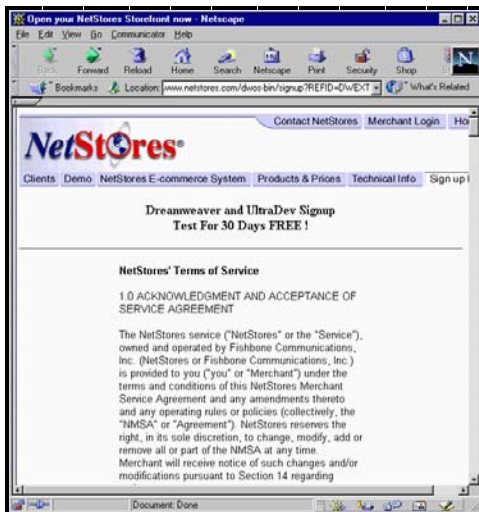 Open your NetStores Storefront now - Netscape
File Edit View Go Communicator Help
Back Forward Reload Home Search Netscape Print Security Shop
Bookmarks Location: www.netstores.com/dwos-bin/signup?REFID=DWEXT What's Related
Contact NetStores Merchant Login Ho
NetStores®
Clients Demo NetStores E-commerce System Products & Prices Technical Info Sign up
Dreamweaver and UltraDev Signup
Test For 30 Days FREE !
NetStores' Terms of Service
1.0 ACKNOWLEDGMENT AND ACCEPTANCE OF
SERVICE AGREEMENT
The NetStores service ("NetStores" or the "Service"),
owned and operated by Fishbone Communications,
Inc. (NetStores or Fishbone Communications, Inc.)
is provided to you ("you" or "Merchant") under the
terms and conditions of this NetStores Merchant
Service Agreement and any amendments thereto
and any operating rules or policies (collectively, the
"NMSA" or "Agreement"). NetStores reserves the
right, in its sole discretion, to change, modify, add or
remove all or part of the NMSA at any time.
Merchant will receive notice of such changes and/or
modifications pursuant to Section 14 regarding
Document: Done